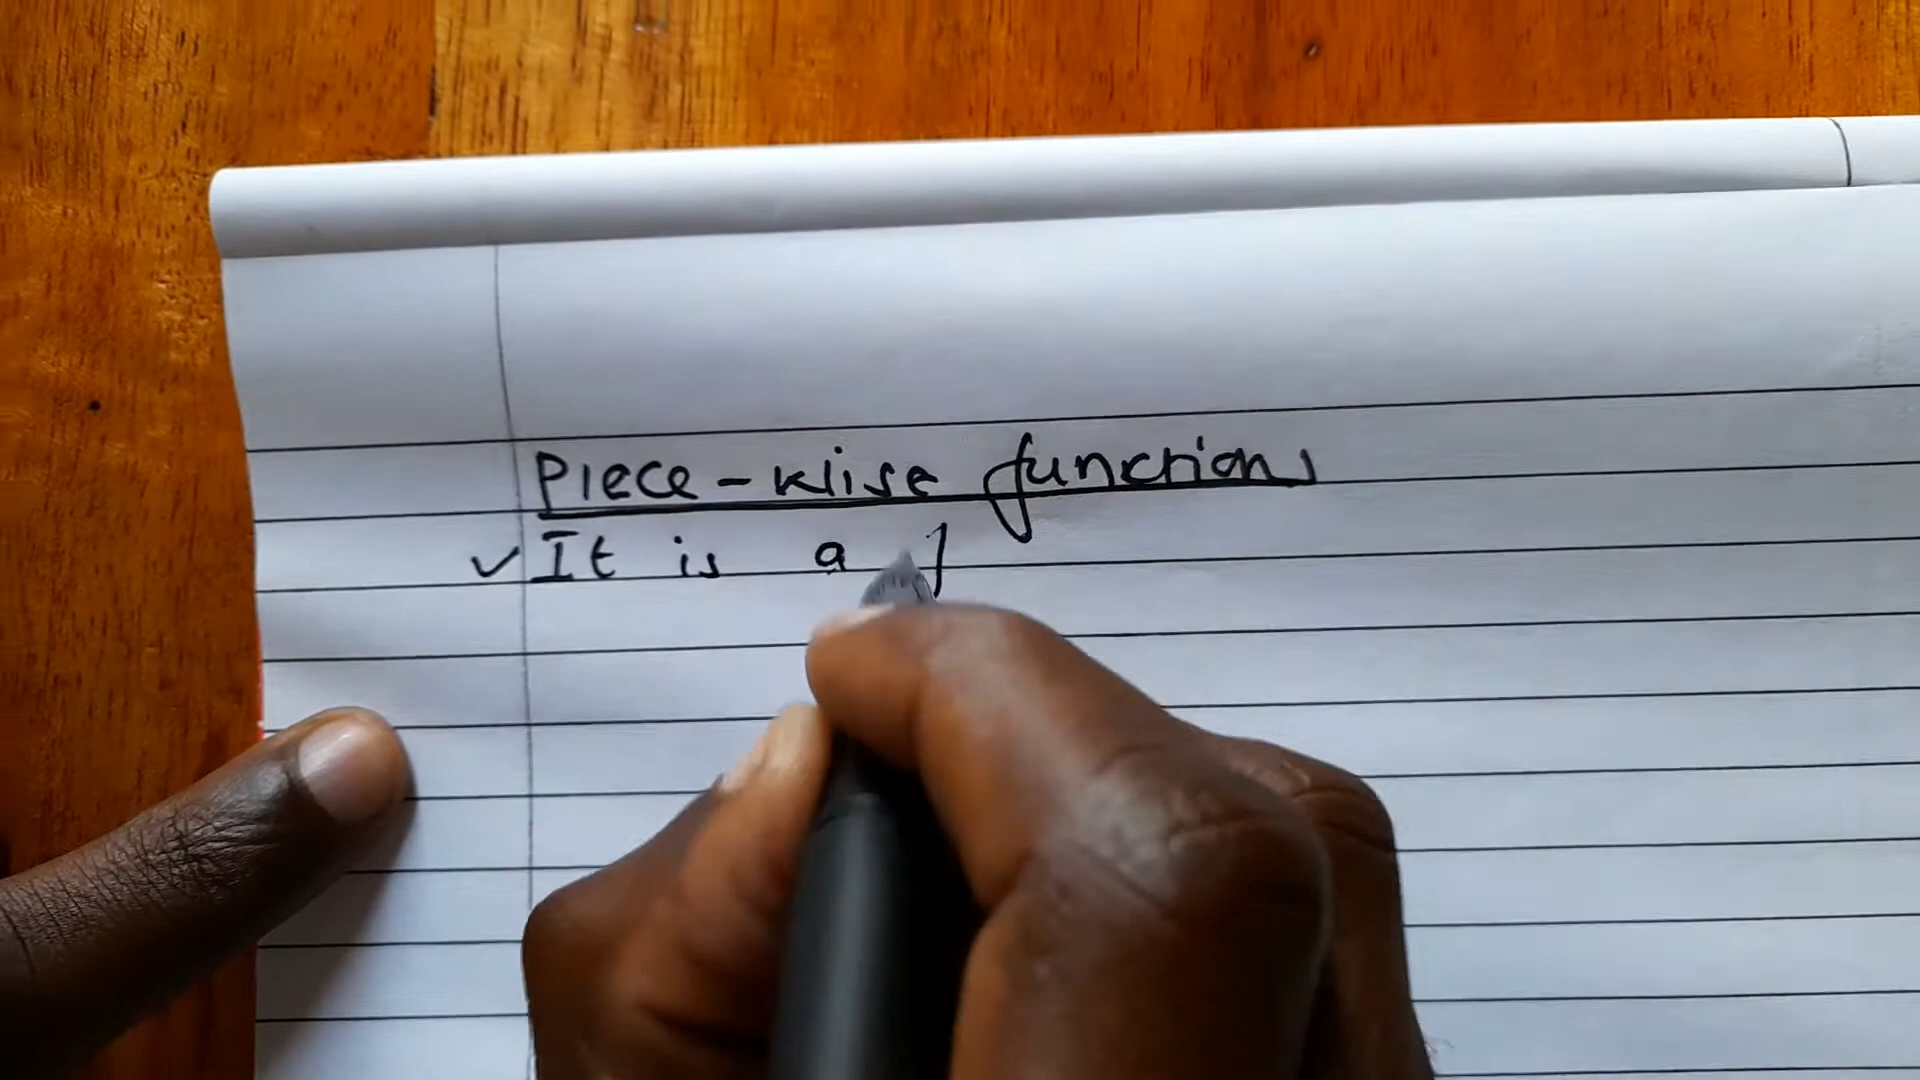 Piece-Wise functions
✓ It is a